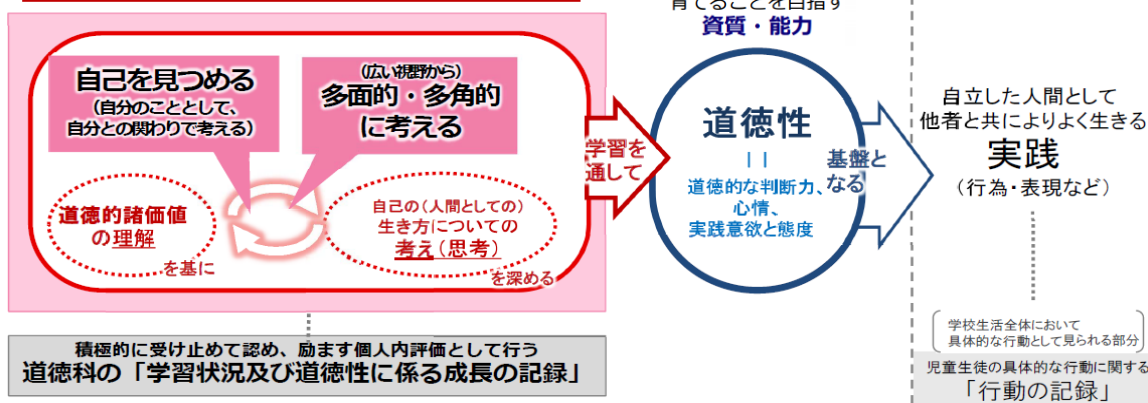 育てることを目指す
資質・能力
自己を見つめる
(自分のこととして、
自分との関わりで考える)
(広い視野から)
多面的・多角的
に考える
道徳的諸価値
の理解
を基に
自己の(人間としての)
生き方についての
考え(思考)
を深める
学習を
通して
道徳性
||
道徳的な判断力、
心情、
実践意欲と態度
基盤と
なる
自立した人間として
他者と共によりよく生きる
実践
(行為・表現など)
積極的に受け止めて認め、励ます個人内評価として行う
道徳科の「学習状況及び道徳性に係る成長の記録」
学校生活全体において
具体的な行動として見られる部分
児童生徒の具体的な行動に関する
「行動の記録」